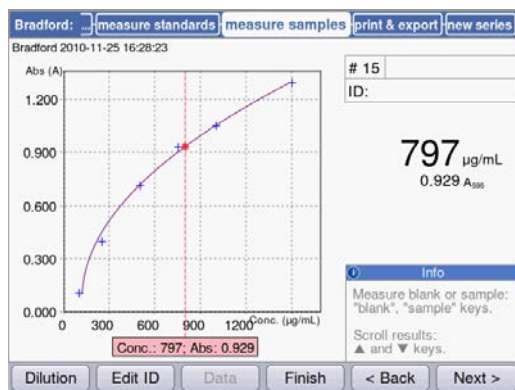 Bradford: ... measure standards measure samples print & export new series
Bradford 2010-11-25 16:28:23
Abs (A)
1.200
0.900
0.600
0.300
0.000
0 300 600 900 1200 Conc. (µg/mL)
Conc.: 797; Abs: 0.929
# 15
ID:
797 µg/mL
0.929 A595
Info
Measure blank or sample:
"blank", "sample" keys.
Scroll results:
▲ and ▼ keys.
Dilution Edit ID Data Finish < Back Next >